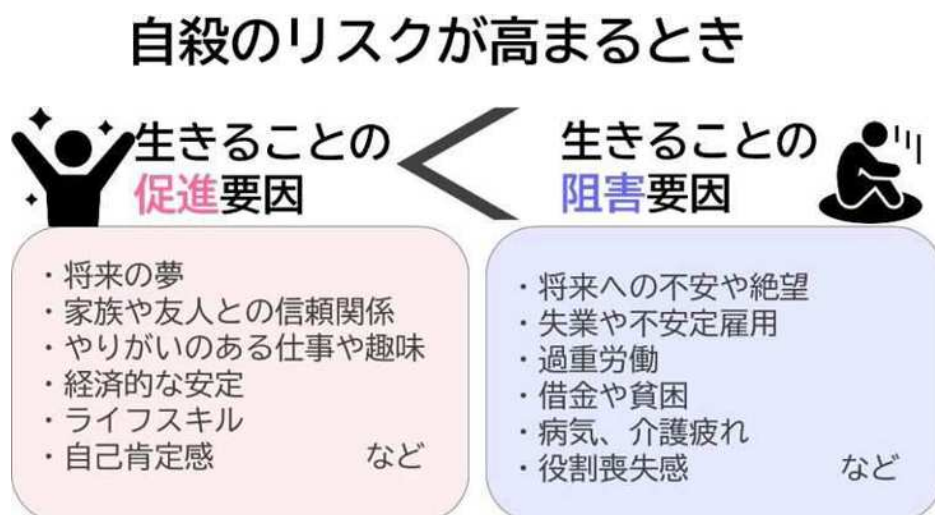 自殺のリスクが高まるとき
生きることの
促進要因
<
生きることの
阻害要因
・将来の夢
・家族や友人との信頼関係
・やりがいのある仕事や趣味
・経済的な安定
・ライフスキル
・自己肯定感 など
・将来への不安や絶望
・失業や不安定雇用
・過重労働
・借金や貧困
・病気、介護疲れ
・役割喪失感 など